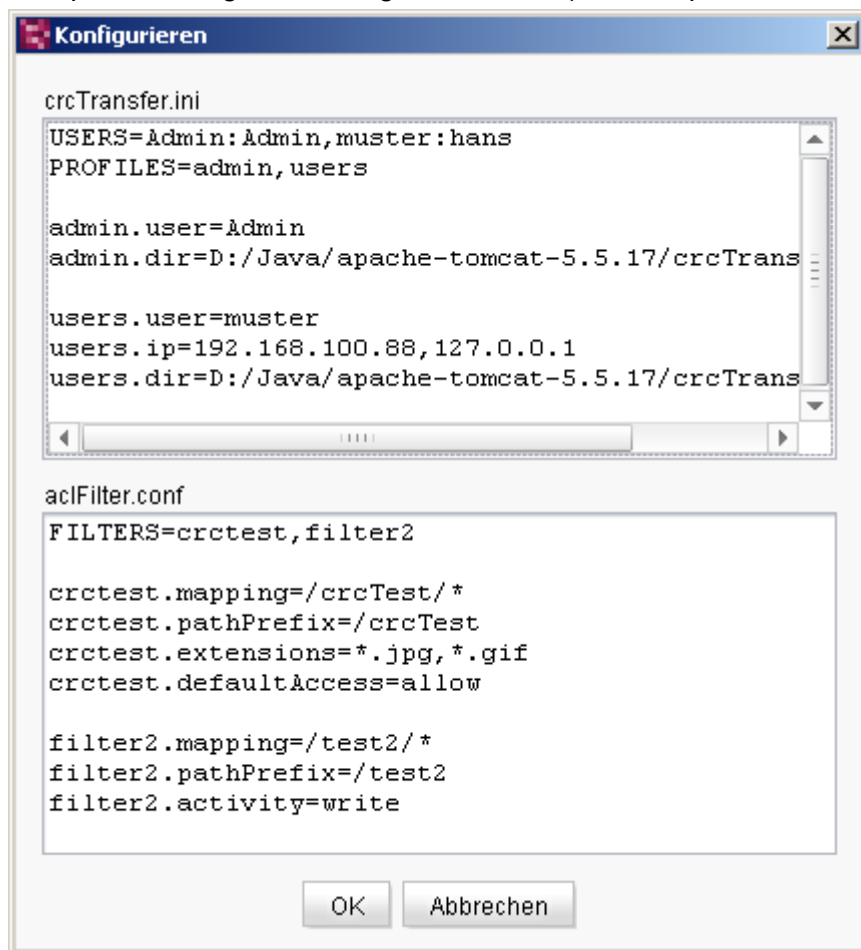 Konfigurieren
crcTransfer.ini
USERS=Admin:Admin,muster:hans
PROFILES=admin,users
admin.user=Admin
admin.dir=D:/Java/apache-tomcat-5.5.17/crcTrans
users.user=muster
users.ip=192.168.100.88,127.0.0.1
users.dir=D:/Java/apache-tomcat-5.5.17/crcTrans
aclFilter.conf
FILTERS=crctest,filter2
crctest.mapping=/crcTest/*
crctest.pathPrefix=/crcTest
crctest.extensions=*.jpg,*.gif
crctest.defaultAccess=allow
filter2.mapping=/test2/*
filter2.pathPrefix=/test2
filter2.activity=write
OK Abbrechen